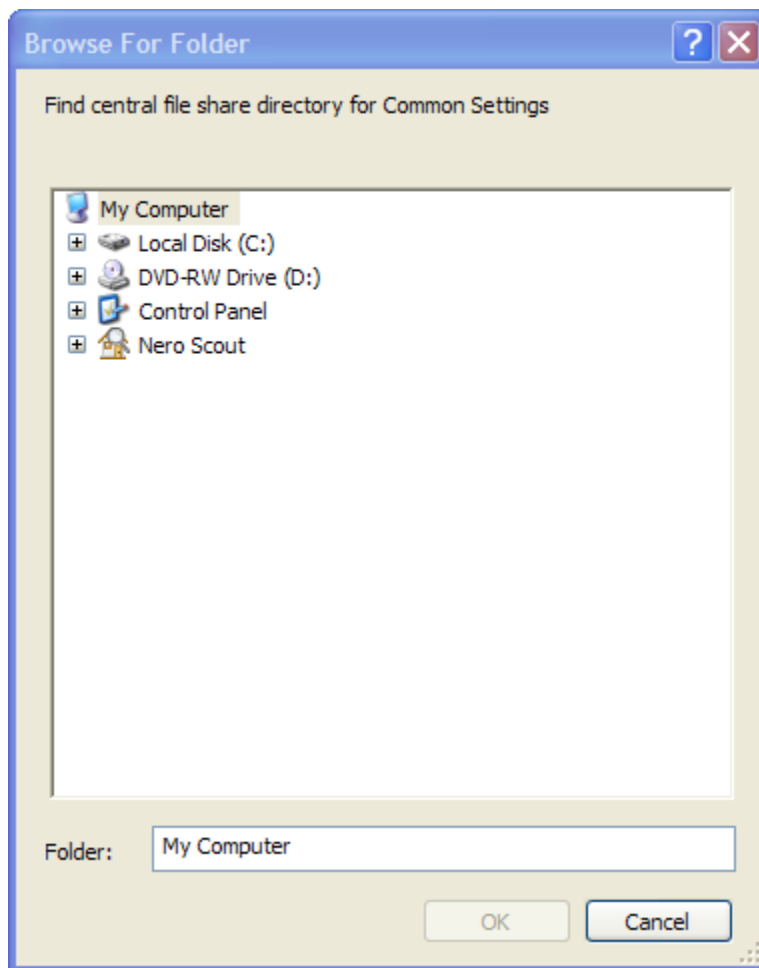 Browse For Folder
Find central file share directory for Common Settings
My Computer
Local Disk (C:)
DVD-RW Drive (D:)
Control Panel
Nero Scout
Folder: My Computer
OK Cancel